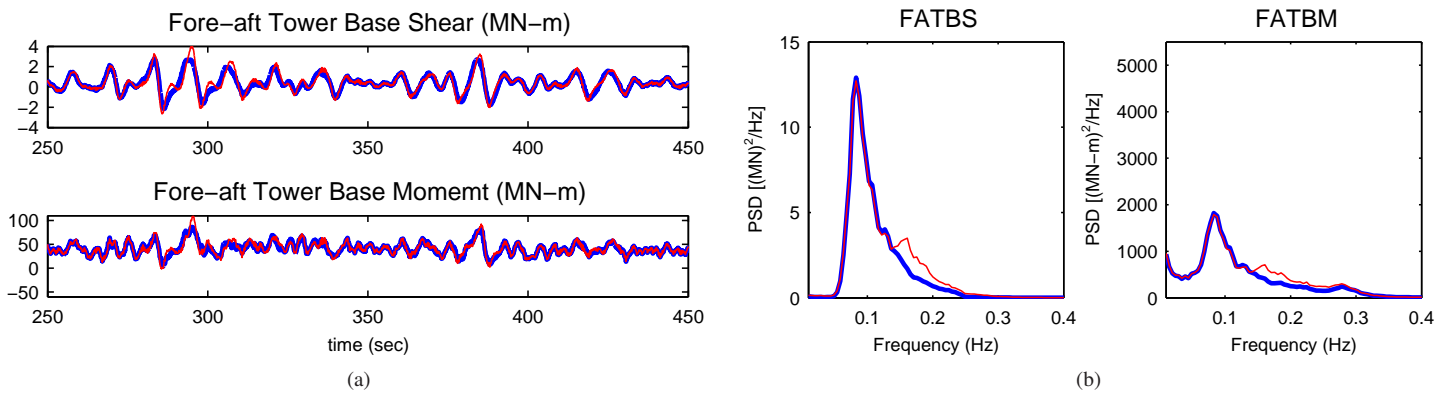 Fore−aft Tower Base Shear (MN−m)
4
2
0
−2
−4
250 300 350 400 450
Fore−aft Tower Base Momemt (MN−m)
100
50
0
−50
250 300 350 400 450
time (sec)
(a)
FATBS
PSD [(MN)²/Hz]
15
10
5
0
0.1 0.2 0.3 0.4
Frequency (Hz)
FATBM
PSD [(MN−m)²/Hz]
5000
4000
3000
2000
1000
0
0.1 0.2 0.3 0.4
Frequency (Hz)
(b)